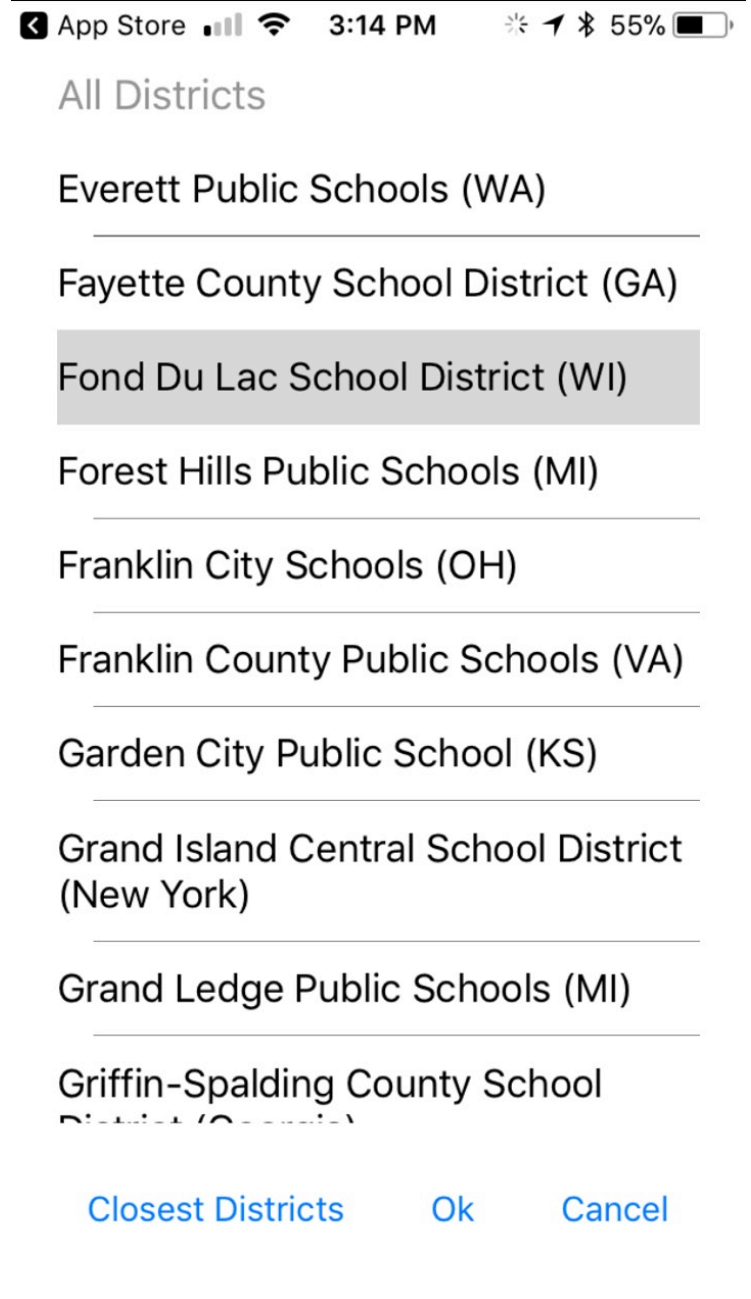 App Store 3:14 PM 55%
All Districts
Everett Public Schools (WA)
Fayette County School District (GA)
Fond Du Lac School District (WI)
Forest Hills Public Schools (MI)
Franklin City Schools (OH)
Franklin County Public Schools (VA)
Garden City Public School (KS)
Grand Island Central School District
(New York)
Grand Ledge Public Schools (MI)
Griffin-Spalding County School
District (Georgia)
Closest Districts Ok Cancel